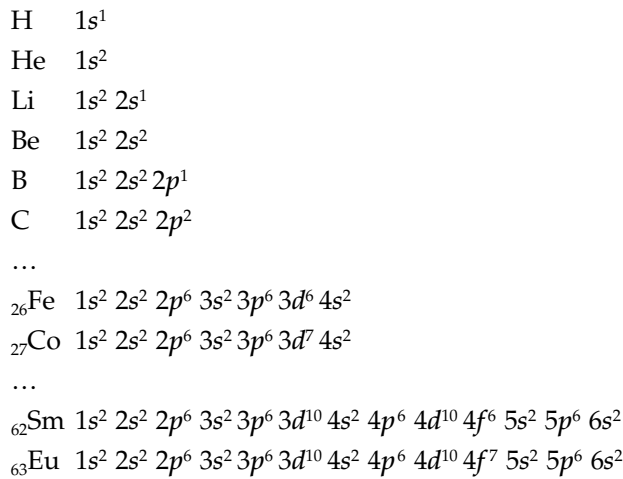 H 1s¹
He 1s²
Li 1s² 2s¹
Be 1s² 2s²
B 1s² 2s² 2p¹
C 1s² 2s² 2p²
…
₂₆Fe 1s² 2s² 2p⁶ 3s² 3p⁶ 3d⁶ 4s²
₂₇Co 1s² 2s² 2p⁶ 3s² 3p⁶ 3d⁷ 4s²
…
₆₂Sm 1s² 2s² 2p⁶ 3s² 3p⁶ 3d¹⁰ 4s² 4p⁶ 4d¹⁰ 4f⁶ 5s² 5p⁶ 6s²
₆₃Eu 1s² 2s² 2p⁶ 3s² 3p⁶ 3d¹⁰ 4s² 4p⁶ 4d¹⁰ 4f⁷ 5s² 5p⁶ 6s²